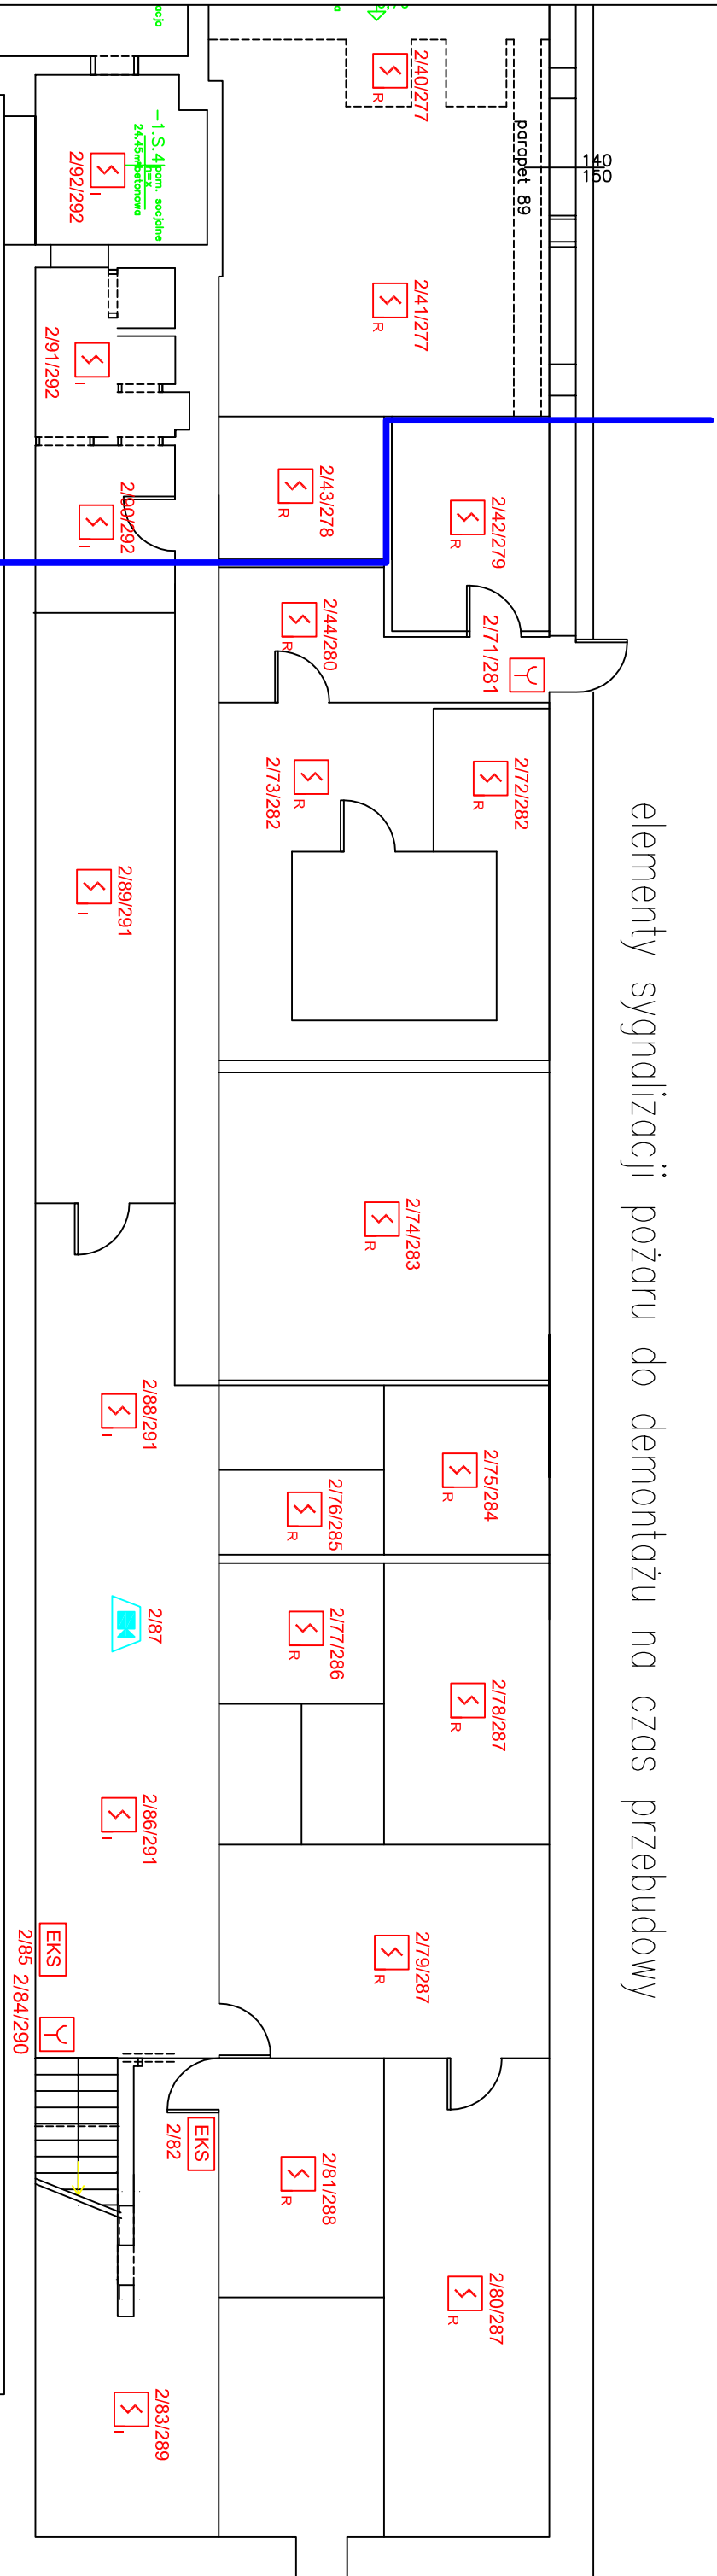 elementy sygnalizacji pożaru do demontażu na czas przebudowy
140
150
parapet 89
2/40/277
R
2/41/277
R
2/42/279
R
2/43/278
R
2/44/280
R
2/71/281
2/72/282
R
2/73/282
R
2/74/283
R
2/75/284
R
2/76/285
R
2/77/286
R
2/78/287
R
2/79/287
R
2/80/287
R
2/81/288
R
EKS
2/82
2/83/289
I
2/84/290
EKS
2/85
2/86/291
I
2/87
2/88/291
I
2/89/291
I
2/90/292
I
2/91/292
I
2/92/292
I
-1.S.4
pom. socjalne
24.45m² betonowa
h=x
acja